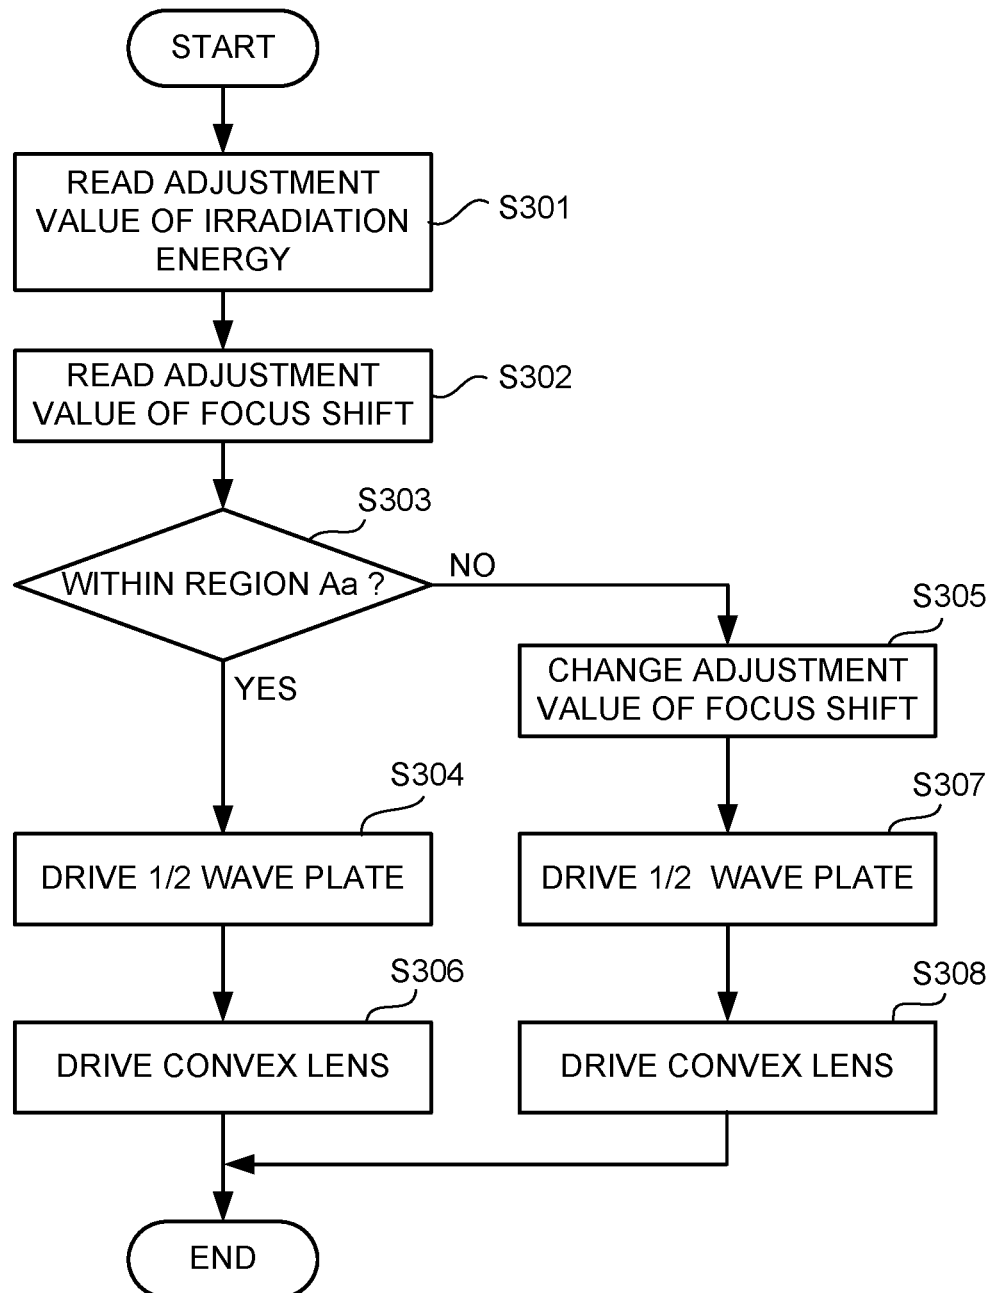 START
READ ADJUSTMENT
VALUE OF IRRADIATION
ENERGY
S301
READ ADJUSTMENT
VALUE OF FOCUS SHIFT
S302
S303
WITHIN REGION Aa ?
NO
YES
S305
CHANGE ADJUSTMENT
VALUE OF FOCUS SHIFT
S304
DRIVE 1/2 WAVE PLATE
S307
DRIVE 1/2 WAVE PLATE
S306
DRIVE CONVEX LENS
S308
DRIVE CONVEX LENS
END